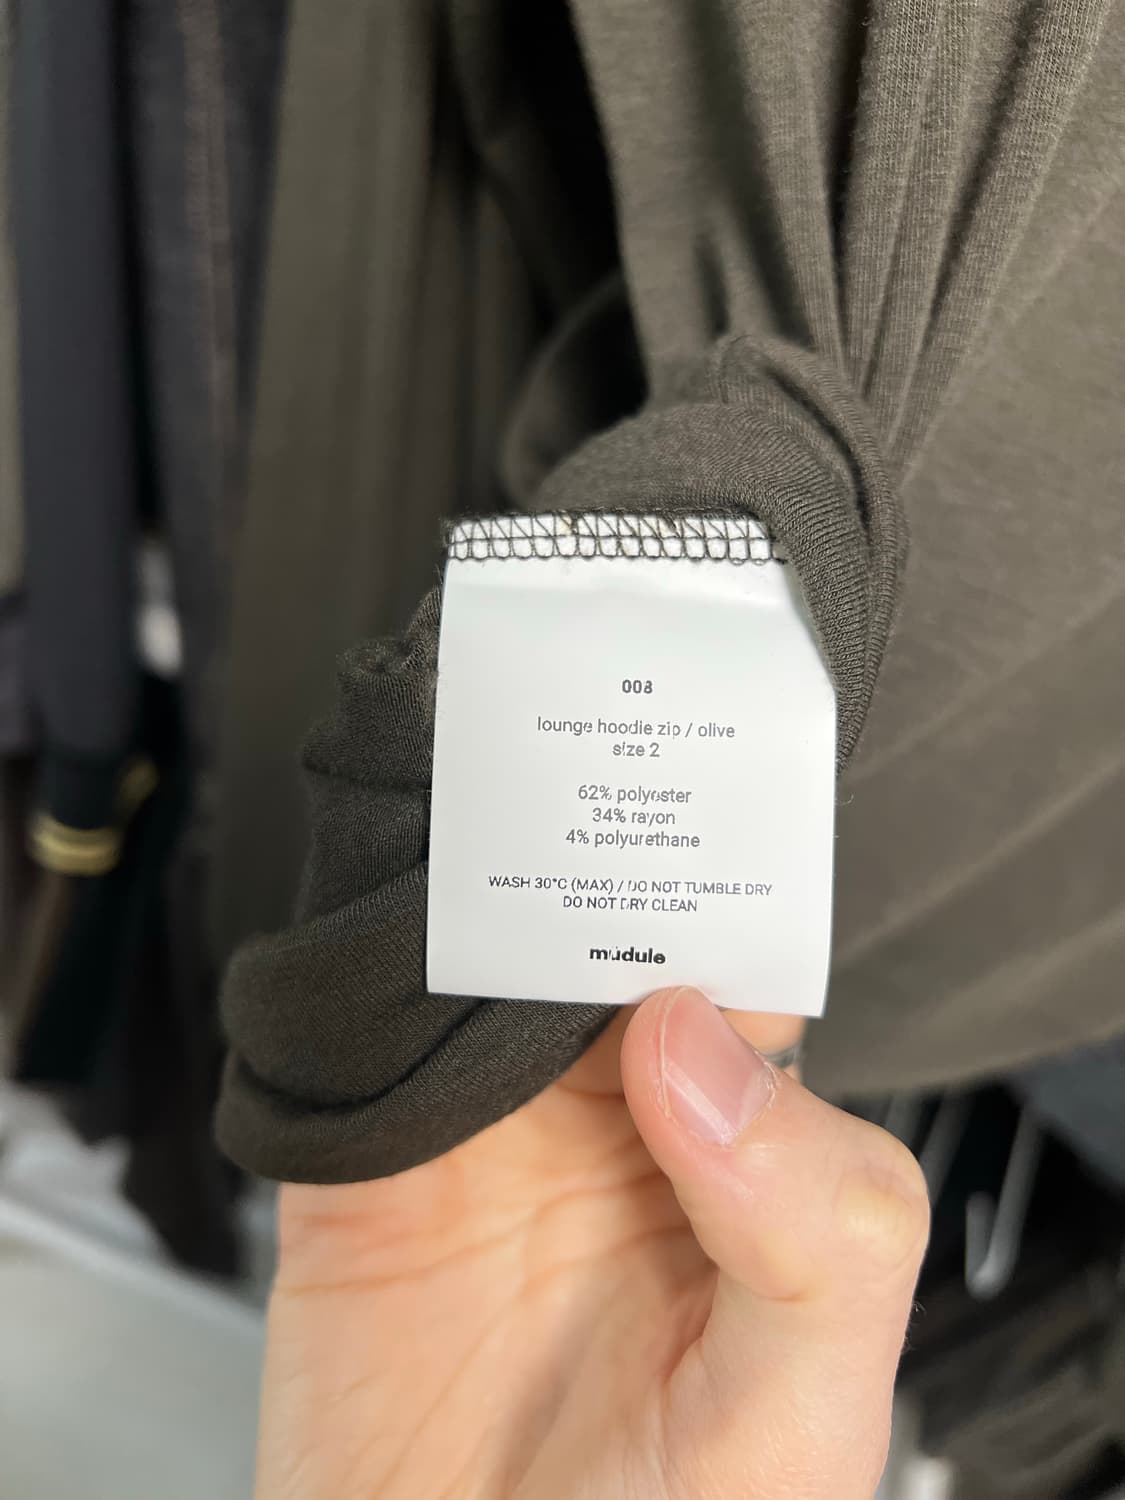 008
lounge hoodie zip / olive
size 2
62% polyester
34% rayon
4% polyurethane
WASH 30°C (MAX) / DO NOT TUMBLE DRY
DO NOT DRY CLEAN